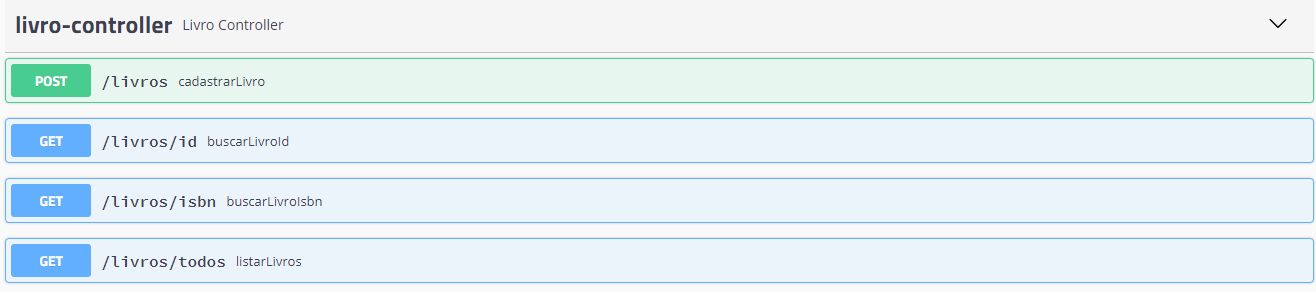 livro-controller Livro Controller
POST /livros cadastrarLivro
GET /livros/id buscarLivroId
GET /livros/isbn buscarLivroIsbn
GET /livros/todos listarLivros